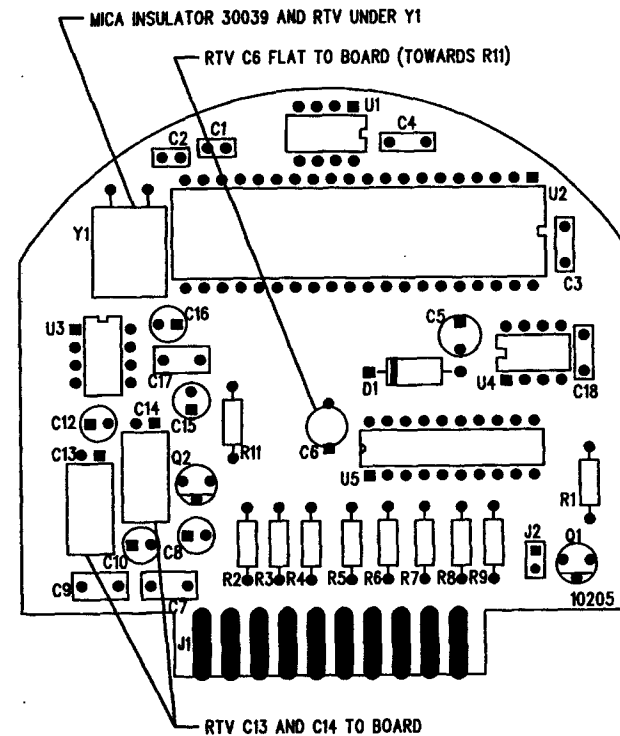 MICA INSULATOR 30039 AND RTV UNDER Y1
RTV C6 FLAT TO BOARD (TOWARDS R11)
U1
C4
C1
C2
U2
Y1
C3
C16
U3
C5
C17
D1
U4
C18
C15
C14
C12
R11
C6
C13
Q2
U5
R1
J2
Q1
C8
C10
R2
R3
R4
R5
R6
R7
R8
R9
C9
C7
10205
J1
RTV C13 AND C14 TO BOARD